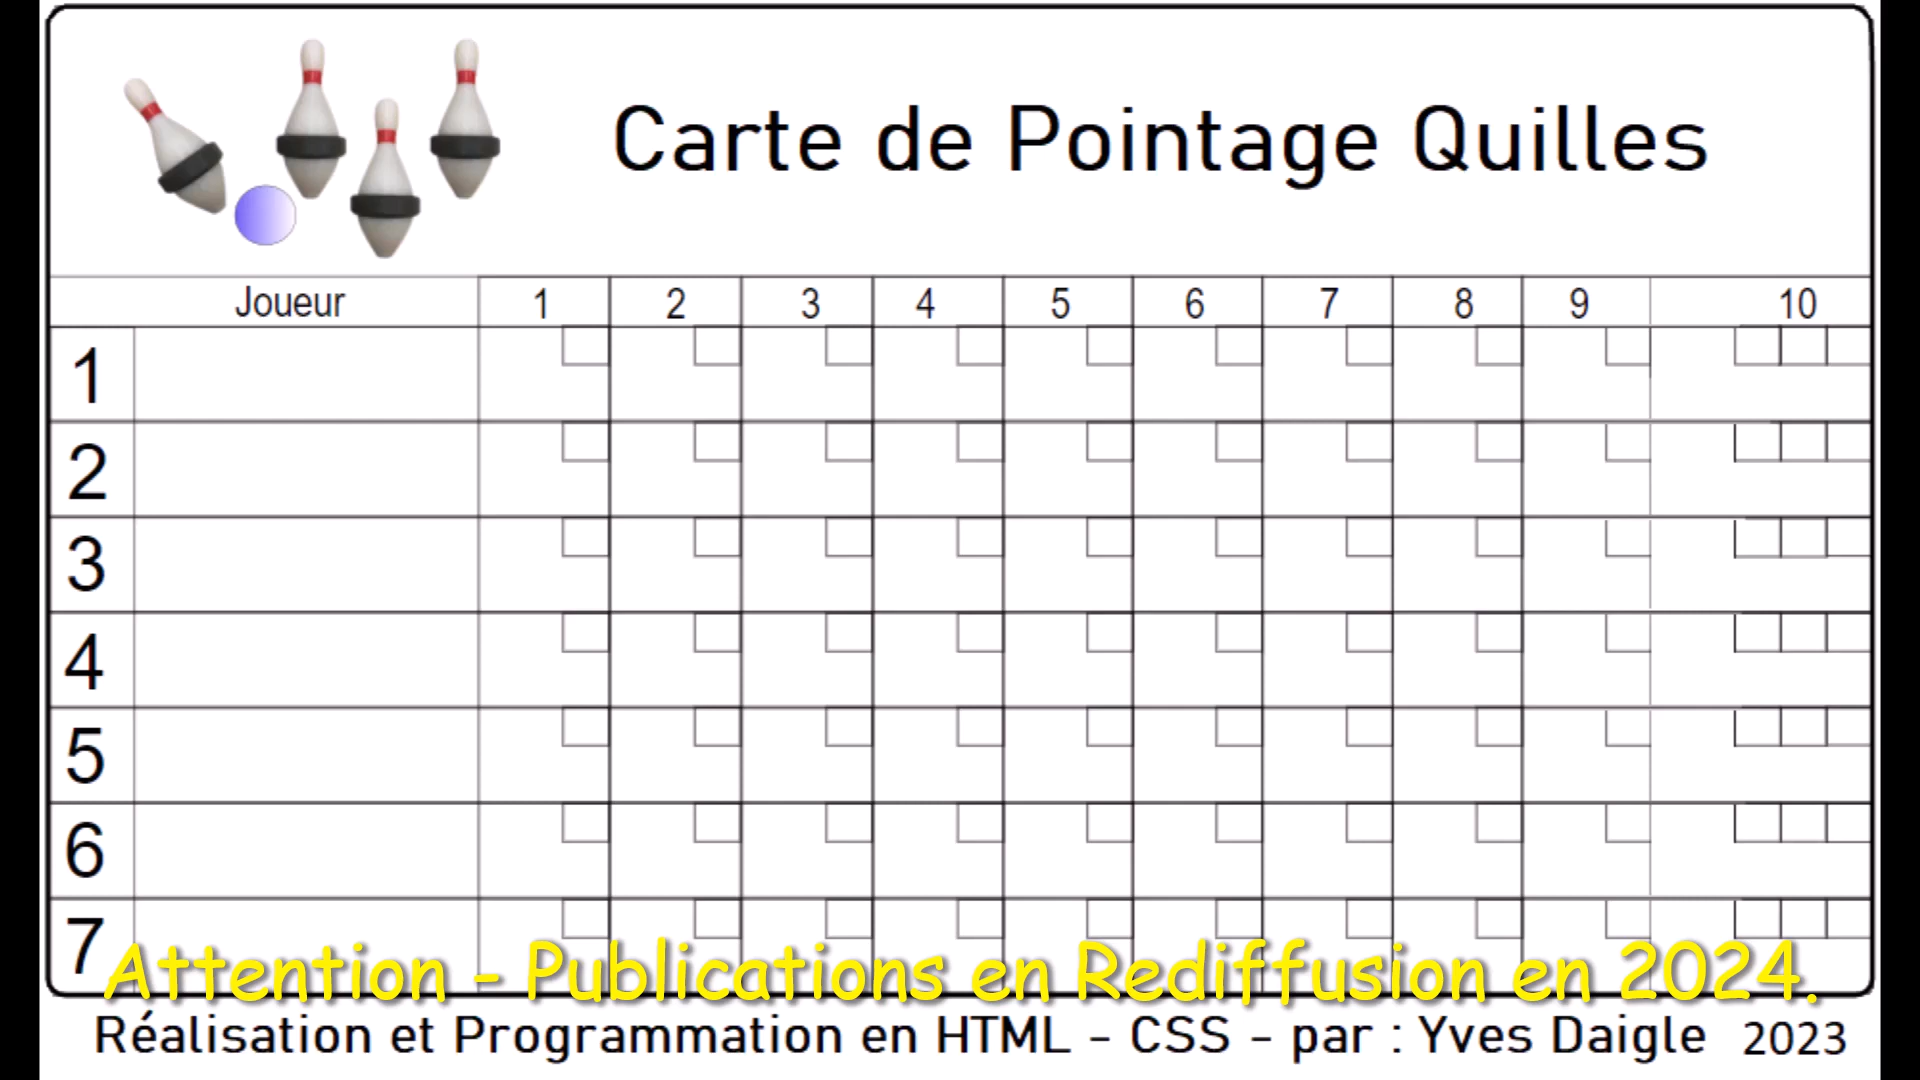 Carte de Pointage Quilles
Joueur 1 2 3 4 5 6 7 8 9 10
1
2
3
4
5
6
7
Attention - Publications en Rediffusion en 2024.
Réalisation et Programmation en HTML - CSS - par : Yves Daigle 2023